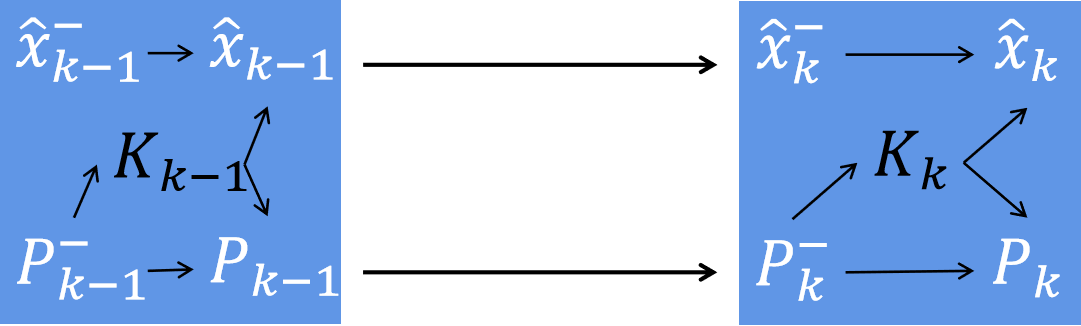 x̂⁻ₖ₋₁ → x̂ₖ₋₁ → x̂⁻ₖ → x̂ₖ
Kₖ₋₁ Kₖ
P⁻ₖ₋₁ → Pₖ₋₁ → P⁻ₖ → Pₖ